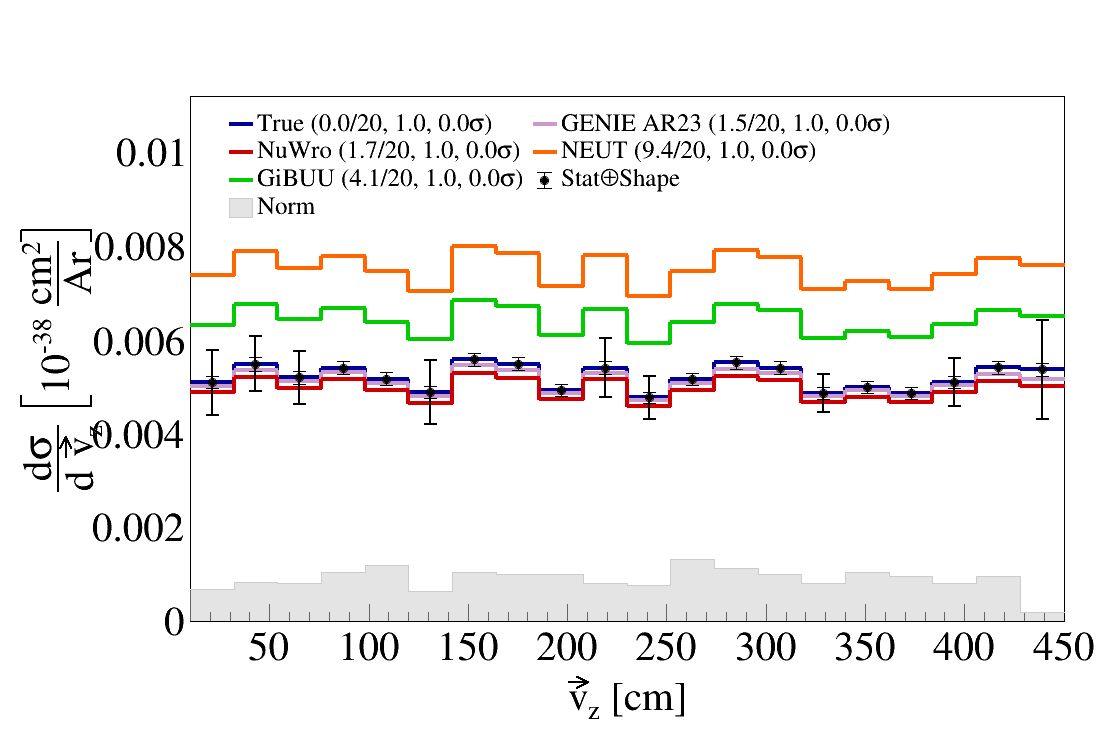 True (0.0/20, 1.0, 0.0σ)
GENIE AR23 (1.5/20, 1.0, 0.0σ)
NuWro (1.7/20, 1.0, 0.0σ)
NEUT (9.4/20, 1.0, 0.0σ)
GiBUU (4.1/20, 1.0, 0.0σ)
Stat⊕Shape
Norm
0.01
0.008
0.006
0.004
0.002
0
dσ
d v⃗z
[10-38 cm2
Ar]
50 100 150 200 250 300 350 400 450
v⃗z [cm]